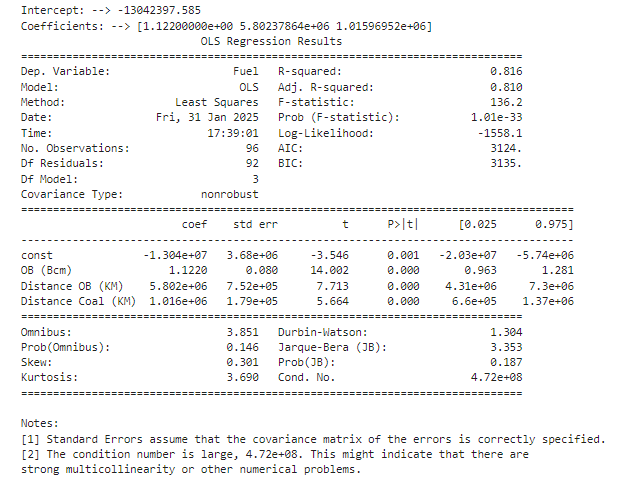 Intercept: --> -13042397.585
Coefficients: --> [1.12200000e+00 5.80237864e+06 1.01596952e+06]
OLS Regression Results
==============================================================================
Dep. Variable: Fuel R-squared: 0.816
Model: OLS Adj. R-squared: 0.810
Method: Least Squares F-statistic: 136.2
Date: Fri, 31 Jan 2025 Prob (F-statistic): 1.01e-33
Time: 17:39:01 Log-Likelihood: -1558.1
No. Observations: 96 AIC: 3124.
Df Residuals: 92 BIC: 3135.
Df Model: 3
Covariance Type: nonrobust
======================================================================================
coef std err t P>|t| [0.025 0.975]
--------------------------------------------------------------------------------------
const -1.304e+07 3.68e+06 -3.546 0.001 -2.03e+07 -5.74e+06
OB (Bcm) 1.1220 0.080 14.002 0.000 0.963 1.281
Distance OB (KM) 5.802e+06 7.52e+05 7.713 0.000 4.31e+06 7.3e+06
Distance Coal (KM) 1.016e+06 1.79e+05 5.664 0.000 6.6e+05 1.37e+06
==============================================================================
Omnibus: 3.851 Durbin-Watson: 1.304
Prob(Omnibus): 0.146 Jarque-Bera (JB): 3.353
Skew: 0.301 Prob(JB): 0.187
Kurtosis: 3.690 Cond. No. 4.72e+08
==============================================================================
Notes:
[1] Standard Errors assume that the covariance matrix of the errors is correctly specified.
[2] The condition number is large, 4.72e+08. This might indicate that there are
strong multicollinearity or other numerical problems.